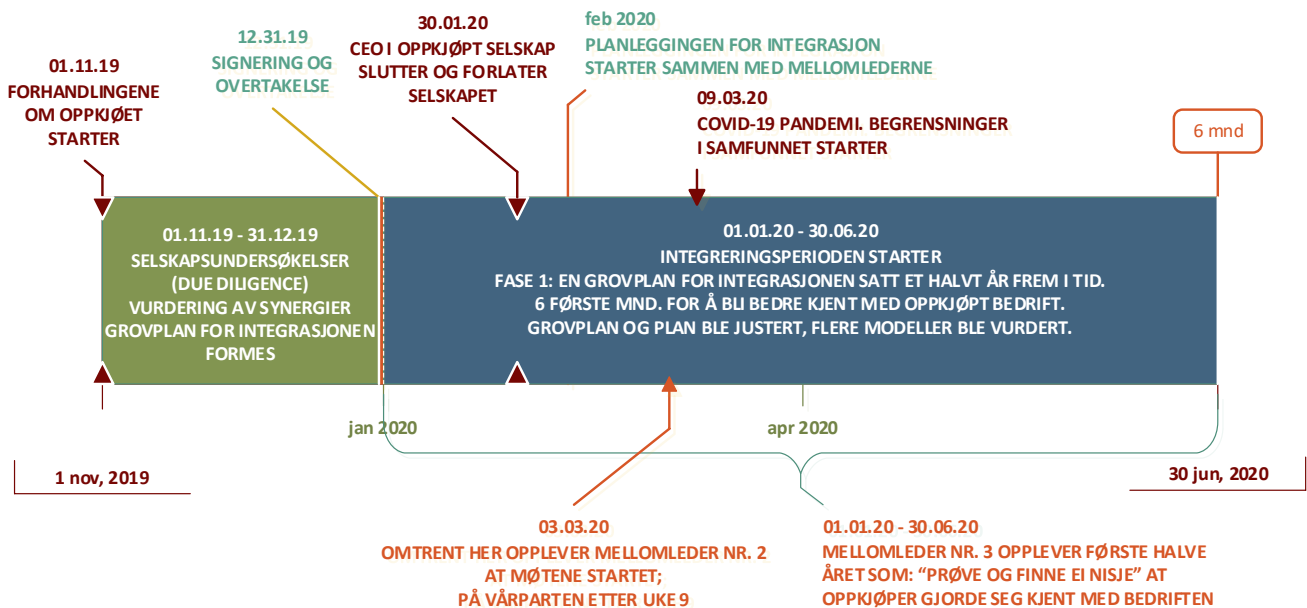 01.11.19
FORHANDLINGENE
OM OPPKJØET
STARTER
12.31.19
SIGNERING OG
OVERTAKELSE
30.01.20
CEO I OPPKJØPT SELSKAP
SLUTTER OG FORLATER
SELSKAPET
feb 2020
PLANLEGGINGEN FOR INTEGRASJON
STARTER SAMMEN MED MELLOMLEDERNE
09.03.20
COVID-19 PANDEMI. BEGRENSNINGER
I SAMFUNNET STARTER
6 mnd
01.11.19 - 31.12.19
SELSKAPSUNDERSØKELSER
(DUE DILIGENCE)
VURDERING AV SYNERGIER
GROVPLAN FOR INTEGRASJONEN
FORMES
01.01.20 - 30.06.20
INTEGRERINGSPERIODEN STARTER
FASE 1: EN GROVPLAN FOR INTEGRASJONEN SATT ET HALVT ÅR FREM I TID.
6 FØRSTE MND. FOR Å BLI BEDRE KJENT MED OPPKJØPT BEDRIFT.
GROVPLAN OG PLAN BLE JUSTERT, FLERE MODELLER BLE VURDERT.
jan 2020
apr 2020
1 nov, 2019
30 jun, 2020
03.03.20
OMTRENT HER OPPLEVER MELLOMLEDER NR. 2
AT MØTENE STARTET;
PÅ VÅRPARTEN ETTER UKE 9
01.01.20 - 30.06.20
MELLOMLEDER NR. 3 OPPLEVER FØRSTE HALVE
ÅRET SOM: “PRØVE OG FINNE EI NISJE” AT
OPPKJØPER GJORDE SEG KJENT MED BEDRIFTEN